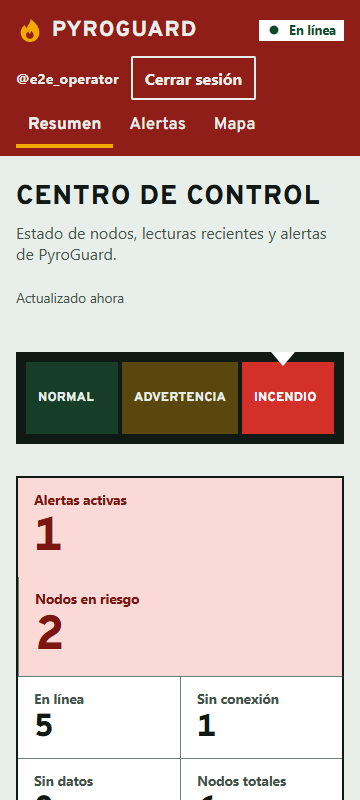 PYROGUARD
En línea
@e2e_operator
Cerrar sesión
Resumen
Alertas
Mapa
CENTRO DE CONTROL
Estado de nodos, lecturas recientes y alertas
de PyroGuard.
Actualizado ahora
NORMAL
ADVERTENCIA
INCENDIO
Alertas activas
1
Nodos en riesgo
2
En línea
5
Sin conexión
1
Sin datos
Nodos totales